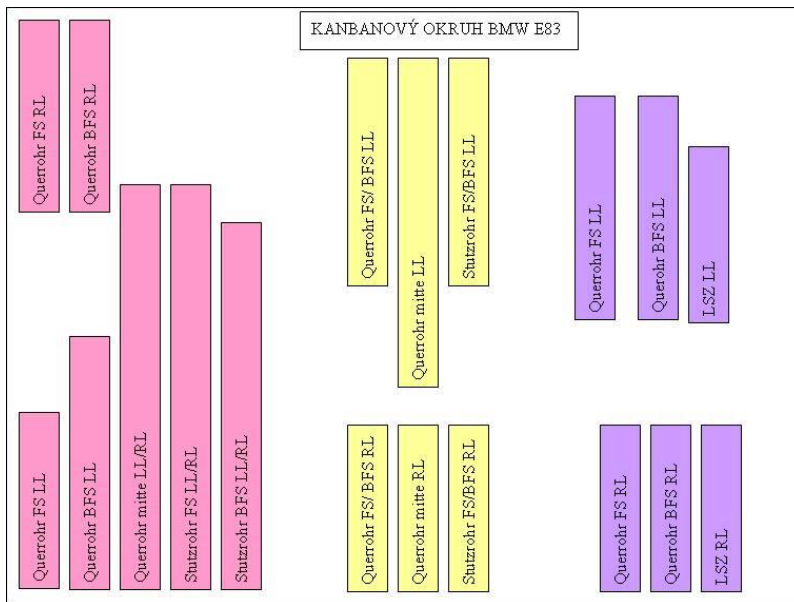 KANBANOVÝ OKRUH BMW E83
Querrohr FS RL
Querrohr BFS RL
Querrohr FS LL
Querrohr BFS LL
Querrohr mitte LL/RL
Stutzrohr FS LL/RL
Stutzrohr BFS LL/RL
Querrohr FS/ BFS LL
Querrohr mitte LL
Stutzrohr FS/BFS LL
Querrohr FS/ BFS RL
Querrohr mitte RL
Stutzrohr FS/BFS RL
Querrohr FS LL
Querrohr BFS LL
LSZ LL
Querrohr FS RL
Querrohr BFS RL
LSZ RL